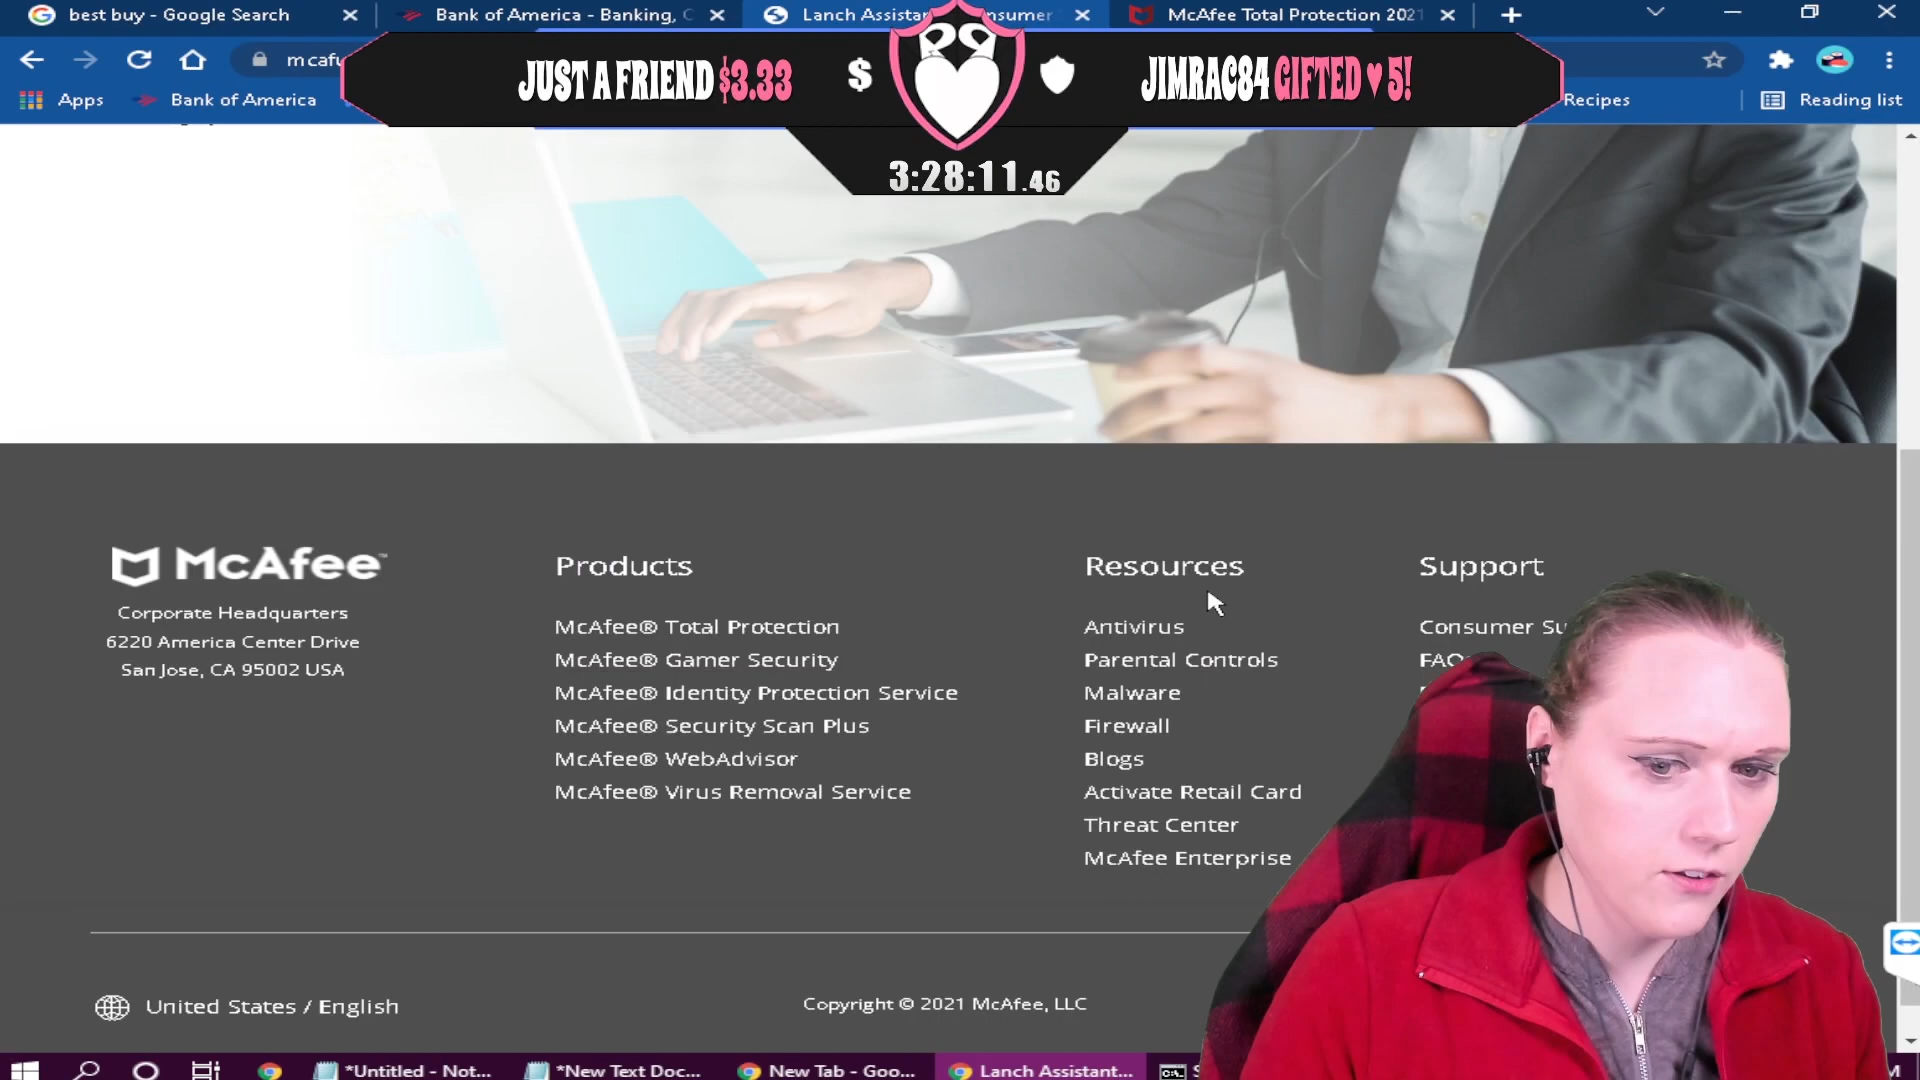 best buy - Google Search
Bank of America - Banking, C
Lanch Assista
nsumer
McAfee Total Protection 2021
mcaf
JUST A FRIEND $3.33
$
JIMRAC84 GIFTED ♥ 5!
Apps
Bank of America
Recipes
Reading list
3:28:11.46
McAfee™
Corporate Headquarters
6220 America Center Drive
San Jose, CA 95002 USA
Products
McAfee® Total Protection
McAfee® Gamer Security
McAfee® Identity Protection Service
McAfee® Security Scan Plus
McAfee® WebAdvisor
McAfee® Virus Removal Service
Resources
Antivirus
Parental Controls
Malware
Firewall
Blogs
Activate Retail Card
Threat Center
McAfee Enterprise
Support
Consumer Su
FAQ
United States / English
Copyright © 2021 McAfee, LLC
*Untitled - Not...
*New Text Doc...
New Tab - Goo...
Lanch Assistant...